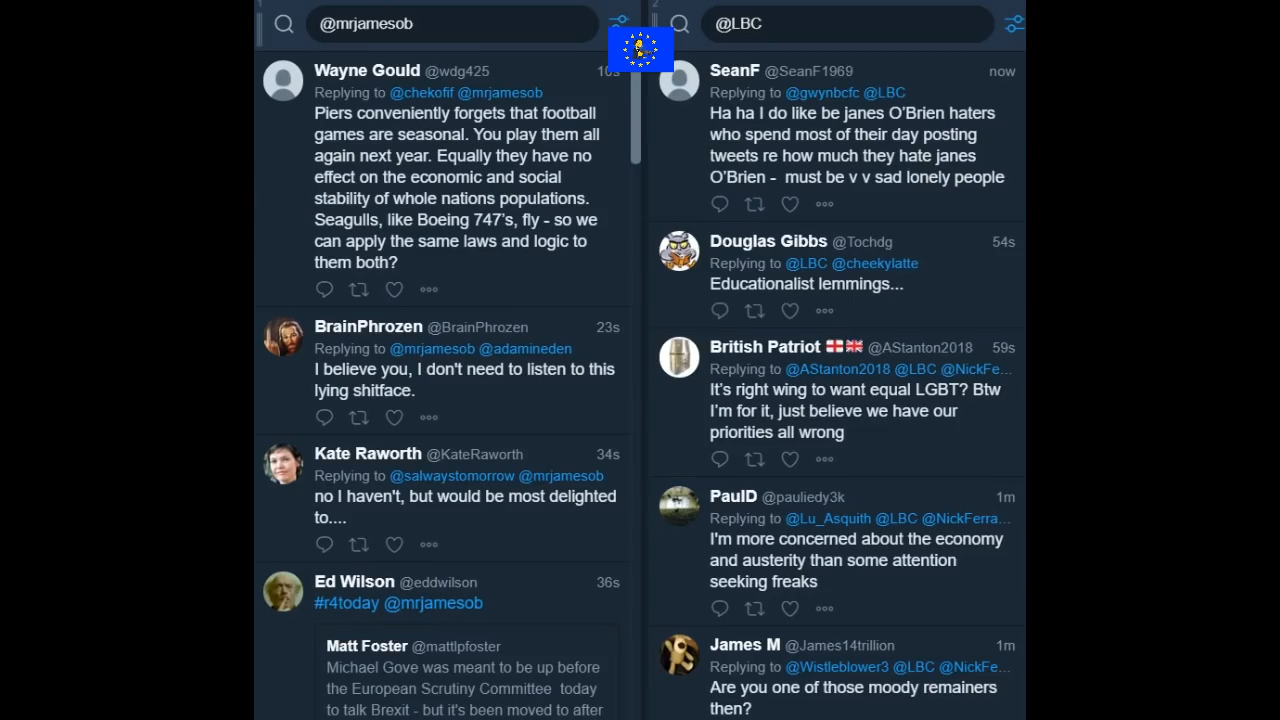 1
@mrjamesob
Wayne Gould @wdg425 10s
Replying to @chekofif @mrjamesob
Piers conveniently forgets that football
games are seasonal. You play them all
again next year. Equally they have no
effect on the economic and social
stability of whole nations populations.
Seagulls, like Boeing 747’s, fly - so we
can apply the same laws and logic to
them both?
BrainPhrozen @BrainPhrozen 23s
Replying to @mrjamesob @adamineden
I believe you, I don't need to listen to this
lying shitface.
Kate Raworth @KateRaworth 34s
Replying to @salwaystomorrow @mrjamesob
no I haven't, but would be most delighted
to....
Ed Wilson @eddwilson 36s
#r4today @mrjamesob
Matt Foster @mattlpfoster
Michael Gove was meant to be up before
the European Scrutiny Committee today
to talk Brexit - but it's been moved to after
2
@LBC
SeanF @SeanF1969 now
Replying to @gwynbcfc @LBC
Ha ha I do like be janes O’Brien haters
who spend most of their day posting
tweets re how much they hate janes
O’Brien - must be v v sad lonely people
Douglas Gibbs @Tochdg 54s
Replying to @LBC @cheekylatte
Educationalist lemmings...
British Patriot @AStanton2018 59s
Replying to @AStanton2018 @LBC @NickFe...
It’s right wing to want equal LGBT? Btw
I’m for it, just believe we have our
priorities all wrong
PaulD @pauliedy3k 1m
Replying to @Lu_Asquith @LBC @NickFerra...
I'm more concerned about the economy
and austerity than some attention
seeking freaks
James M @James14trillion 1m
Replying to @Wistleblower3 @LBC @NickFe...
Are you one of those moody remainers
then?